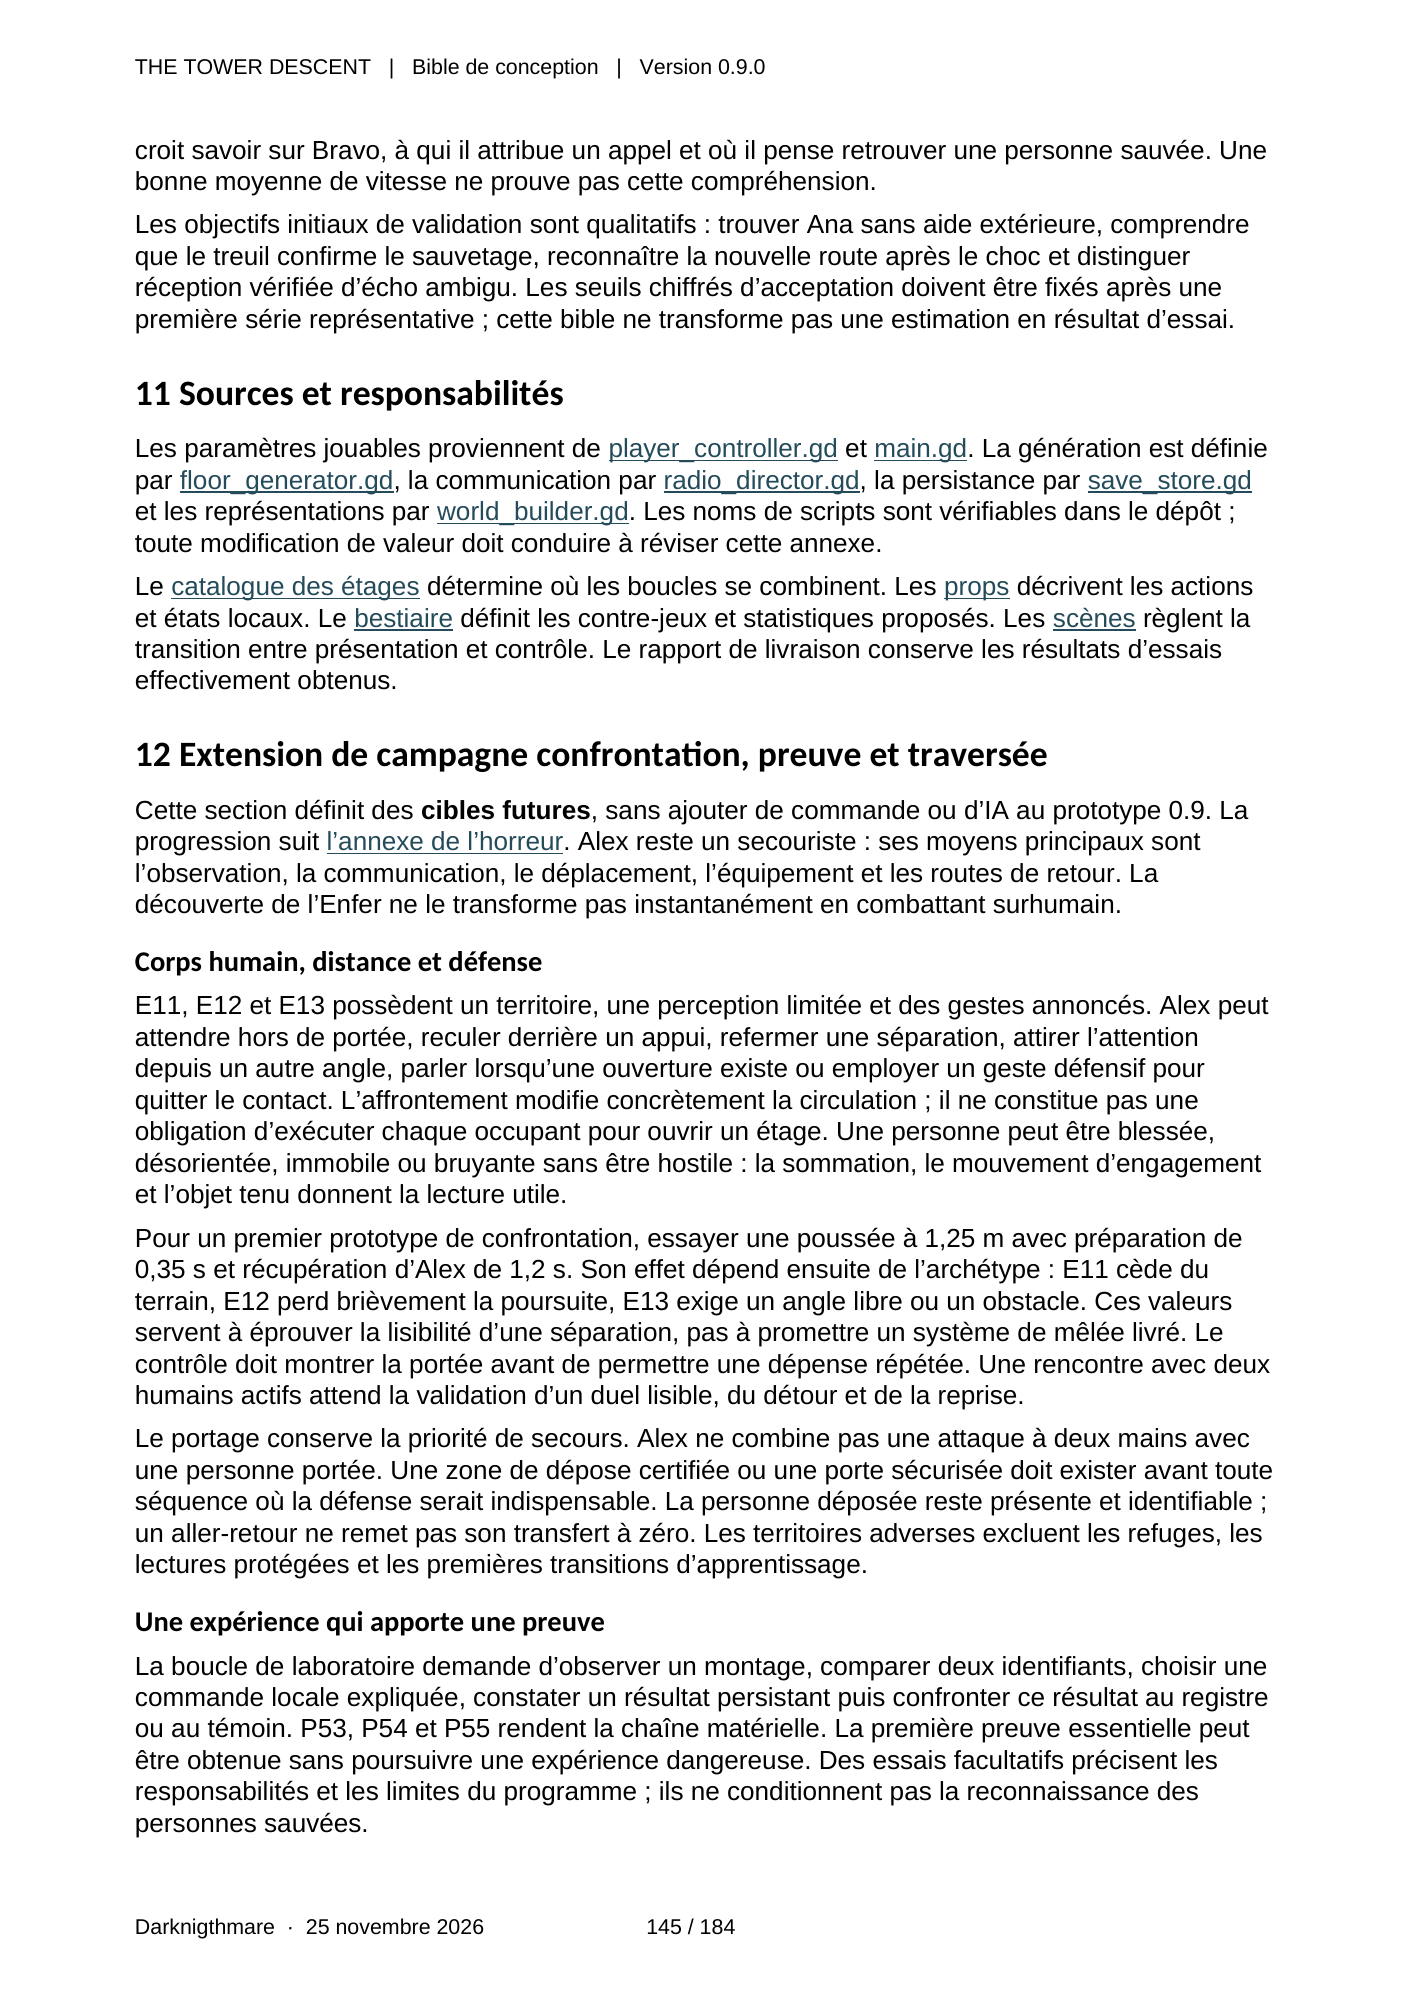 THE TOWER DESCENT | Bible de conception | Version 0.9.0
croit savoir sur Bravo, à qui il attribue un appel et où il pense retrouver une personne sauvée. Une
bonne moyenne de vitesse ne prouve pas cette compréhension.
Les objectifs initiaux de validation sont qualitatifs : trouver Ana sans aide extérieure, comprendre
que le treuil confirme le sauvetage, reconnaître la nouvelle route après le choc et distinguer
réception vérifiée d’écho ambigu. Les seuils chiffrés d’acceptation doivent être fixés après une
première série représentative ; cette bible ne transforme pas une estimation en résultat d’essai.
11 Sources et responsabilités
Les paramètres jouables proviennent de player_controller.gd et main.gd. La génération est définie
par floor_generator.gd, la communication par radio_director.gd, la persistance par save_store.gd
et les représentations par world_builder.gd. Les noms de scripts sont vérifiables dans le dépôt ;
toute modification de valeur doit conduire à réviser cette annexe.
Le catalogue des étages détermine où les boucles se combinent. Les props décrivent les actions
et états locaux. Le bestiaire définit les contre-jeux et statistiques proposés. Les scènes règlent la
transition entre présentation et contrôle. Le rapport de livraison conserve les résultats d’essais
effectivement obtenus.
12 Extension de campagne confrontation, preuve et traversée
Cette section définit des cibles futures, sans ajouter de commande ou d’IA au prototype 0.9. La
progression suit l’annexe de l’horreur. Alex reste un secouriste : ses moyens principaux sont
l’observation, la communication, le déplacement, l’équipement et les routes de retour. La
découverte de l’Enfer ne le transforme pas instantanément en combattant surhumain.
Corps humain, distance et défense
E11, E12 et E13 possèdent un territoire, une perception limitée et des gestes annoncés. Alex peut
attendre hors de portée, reculer derrière un appui, refermer une séparation, attirer l’attention
depuis un autre angle, parler lorsqu’une ouverture existe ou employer un geste défensif pour
quitter le contact. L’affrontement modifie concrètement la circulation ; il ne constitue pas une
obligation d’exécuter chaque occupant pour ouvrir un étage. Une personne peut être blessée,
désorientée, immobile ou bruyante sans être hostile : la sommation, le mouvement d’engagement
et l’objet tenu donnent la lecture utile.
Pour un premier prototype de confrontation, essayer une poussée à 1,25 m avec préparation de
0,35 s et récupération d’Alex de 1,2 s. Son effet dépend ensuite de l’archétype : E11 cède du
terrain, E12 perd brièvement la poursuite, E13 exige un angle libre ou un obstacle. Ces valeurs
servent à éprouver la lisibilité d’une séparation, pas à promettre un système de mêlée livré. Le
contrôle doit montrer la portée avant de permettre une dépense répétée. Une rencontre avec deux
humains actifs attend la validation d’un duel lisible, du détour et de la reprise.
Le portage conserve la priorité de secours. Alex ne combine pas une attaque à deux mains avec
une personne portée. Une zone de dépose certifiée ou une porte sécurisée doit exister avant toute
séquence où la défense serait indispensable. La personne déposée reste présente et identifiable ;
un aller-retour ne remet pas son transfert à zéro. Les territoires adverses excluent les refuges, les
lectures protégées et les premières transitions d’apprentissage.
Une expérience qui apporte une preuve
La boucle de laboratoire demande d’observer un montage, comparer deux identifiants, choisir une
commande locale expliquée, constater un résultat persistant puis confronter ce résultat au registre
ou au témoin. P53, P54 et P55 rendent la chaîne matérielle. La première preuve essentielle peut
être obtenue sans poursuivre une expérience dangereuse. Des essais facultatifs précisent les
responsabilités et les limites du programme ; ils ne conditionnent pas la reconnaissance des
personnes sauvées.
Darknigthmare · 25 novembre 2026 145 / 184